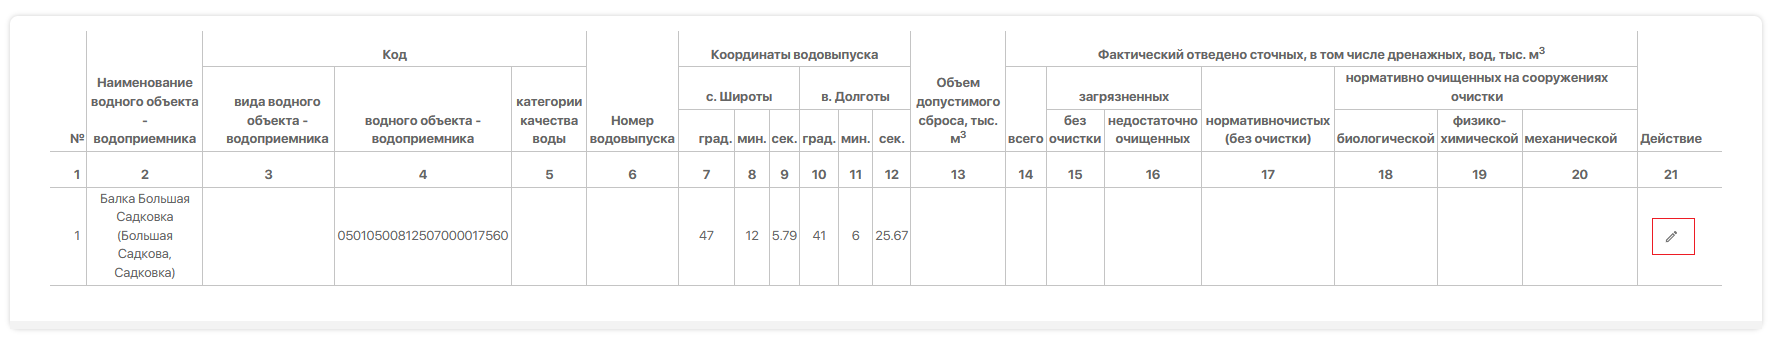 Код
Координаты водовыпуска
Фактический отведено сточных, в том числе дренажных, вод, тыс. м3
№
Наименование
водного объекта
-
водоприемника
вида водного
объекта -
водоприемника
водного объекта -
водоприемника
категории
качества
воды
Номер
водовыпуска
с. Широты
в. Долготы
град. мин. сек. град. мин. сек.
Объем
допустимого
сброса, тыс.
м3
всего
загрязненных
без
очистки
недостаточно
очищенных
нормативночистых
(без очистки)
нормативно очищенных на сооружениях
очистки
биологической
физико-
химической
механической
Действие
1 2 3 4 5 6 7 8 9 10 11 12 13 14 15 16 17 18 19 20 21
1
Балка Большая
Садковка
(Большая
Садкова,
Садковка)
05010500812507000017560
47 12 5.79 41 6 25.67